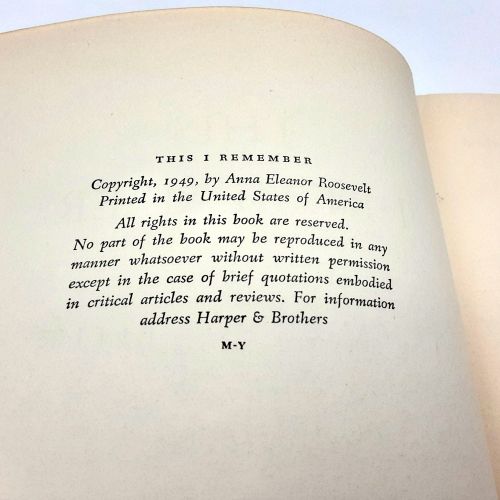 THIS I REMEMBER
Copyright, 1949, by Anna Eleanor Roosevelt
Printed in the United States of America
All rights in this book are reserved.
No part of the book may be reproduced in any
manner whatsoever without written permission
except in the case of brief quotations embodied
in critical articles and reviews. For information
address Harper & Brothers
M-Y